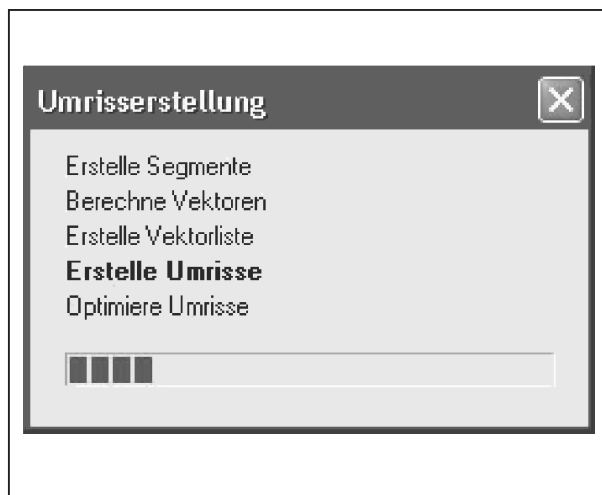 Umrisserstellung
Erstelle Segmente
Berechne Vektoren
Erstelle Vektorliste
Erstelle Umrisse
Optimiere Umrisse